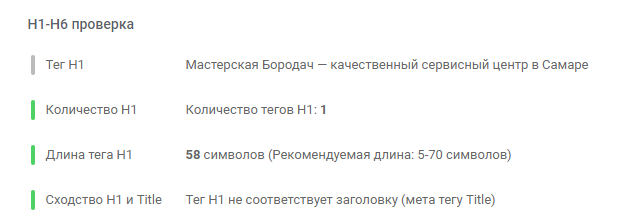 H1-H6 проверка
Тег H1 Мастерская Бородач — качественный сервисный центр в Самаре
Количество H1 Количество тегов H1: 1
Длина тега H1 58 символов (Рекомендуемая длина: 5-70 символов)
Сходство H1 и Title Тег H1 не соответствует заголовку (мета тегу Title)